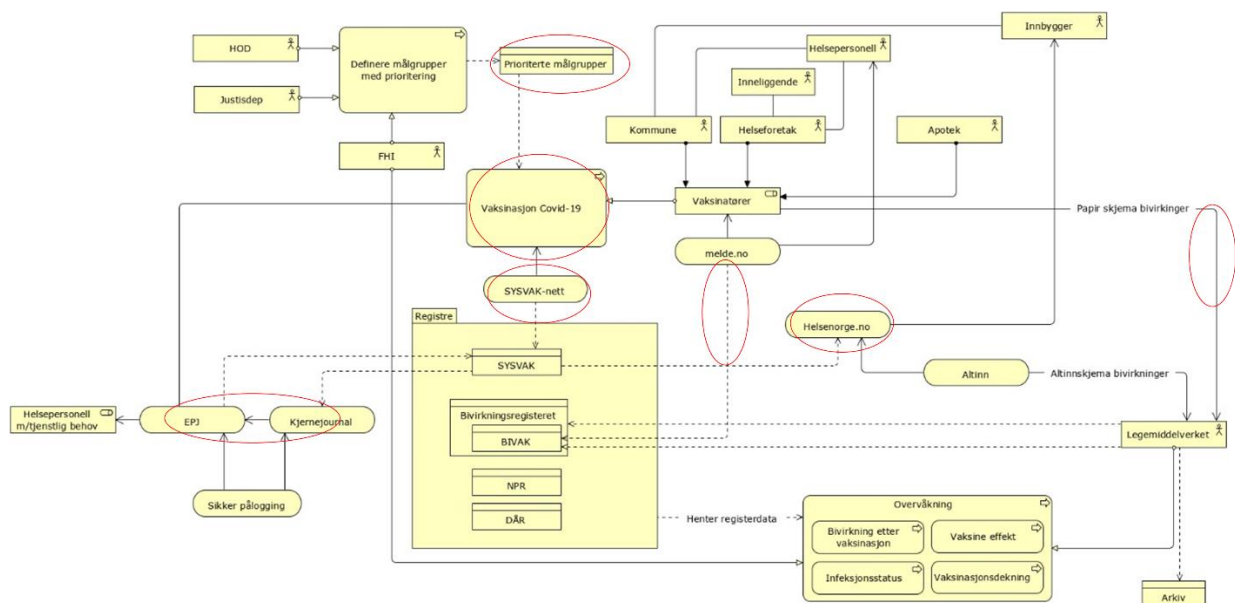 HOD
Justisdep
Definere målgrupper
med prioritering
Prioriterte målgrupper
FHI
Innbygger
Helsepersonell
Inneliggende
Kommune
Helseforetak
Apotek
Vaksinasjon Covid-19
Vaksinatører
Papir skjema bivirkinger
melde.no
SYSVAK-nett
Registre
SYSVAK
Helsenorge.no
Altinn
Altinnskjema bivirkninger
Helsepersonell
m/tjenstlig behov
EPJ
Kjernejournal
Bivirkningsregisteret
BIVAK
Legemiddelverket
NPR
DÅR
Sikker pålogging
Henter registerdata
Overvåkning
Bivirkning etter
vaksinasjon
Vaksine effekt
Infeksjonsstatus
Vaksinasjonsdekning
Arkiv